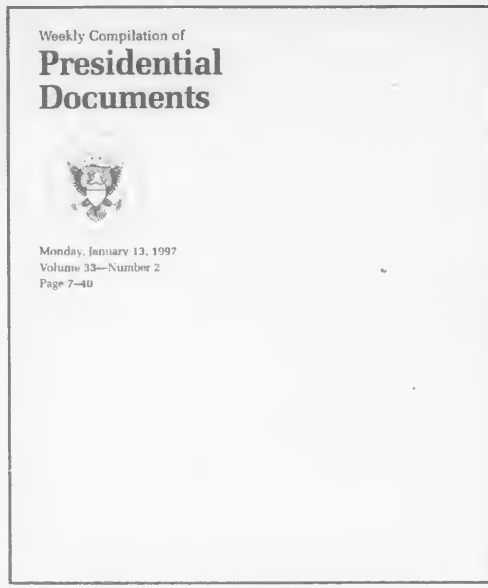 Weekly Compilation of
Presidential
Documents
Monday, January 13, 1997
Volume 33—Number 2
Page 7–40